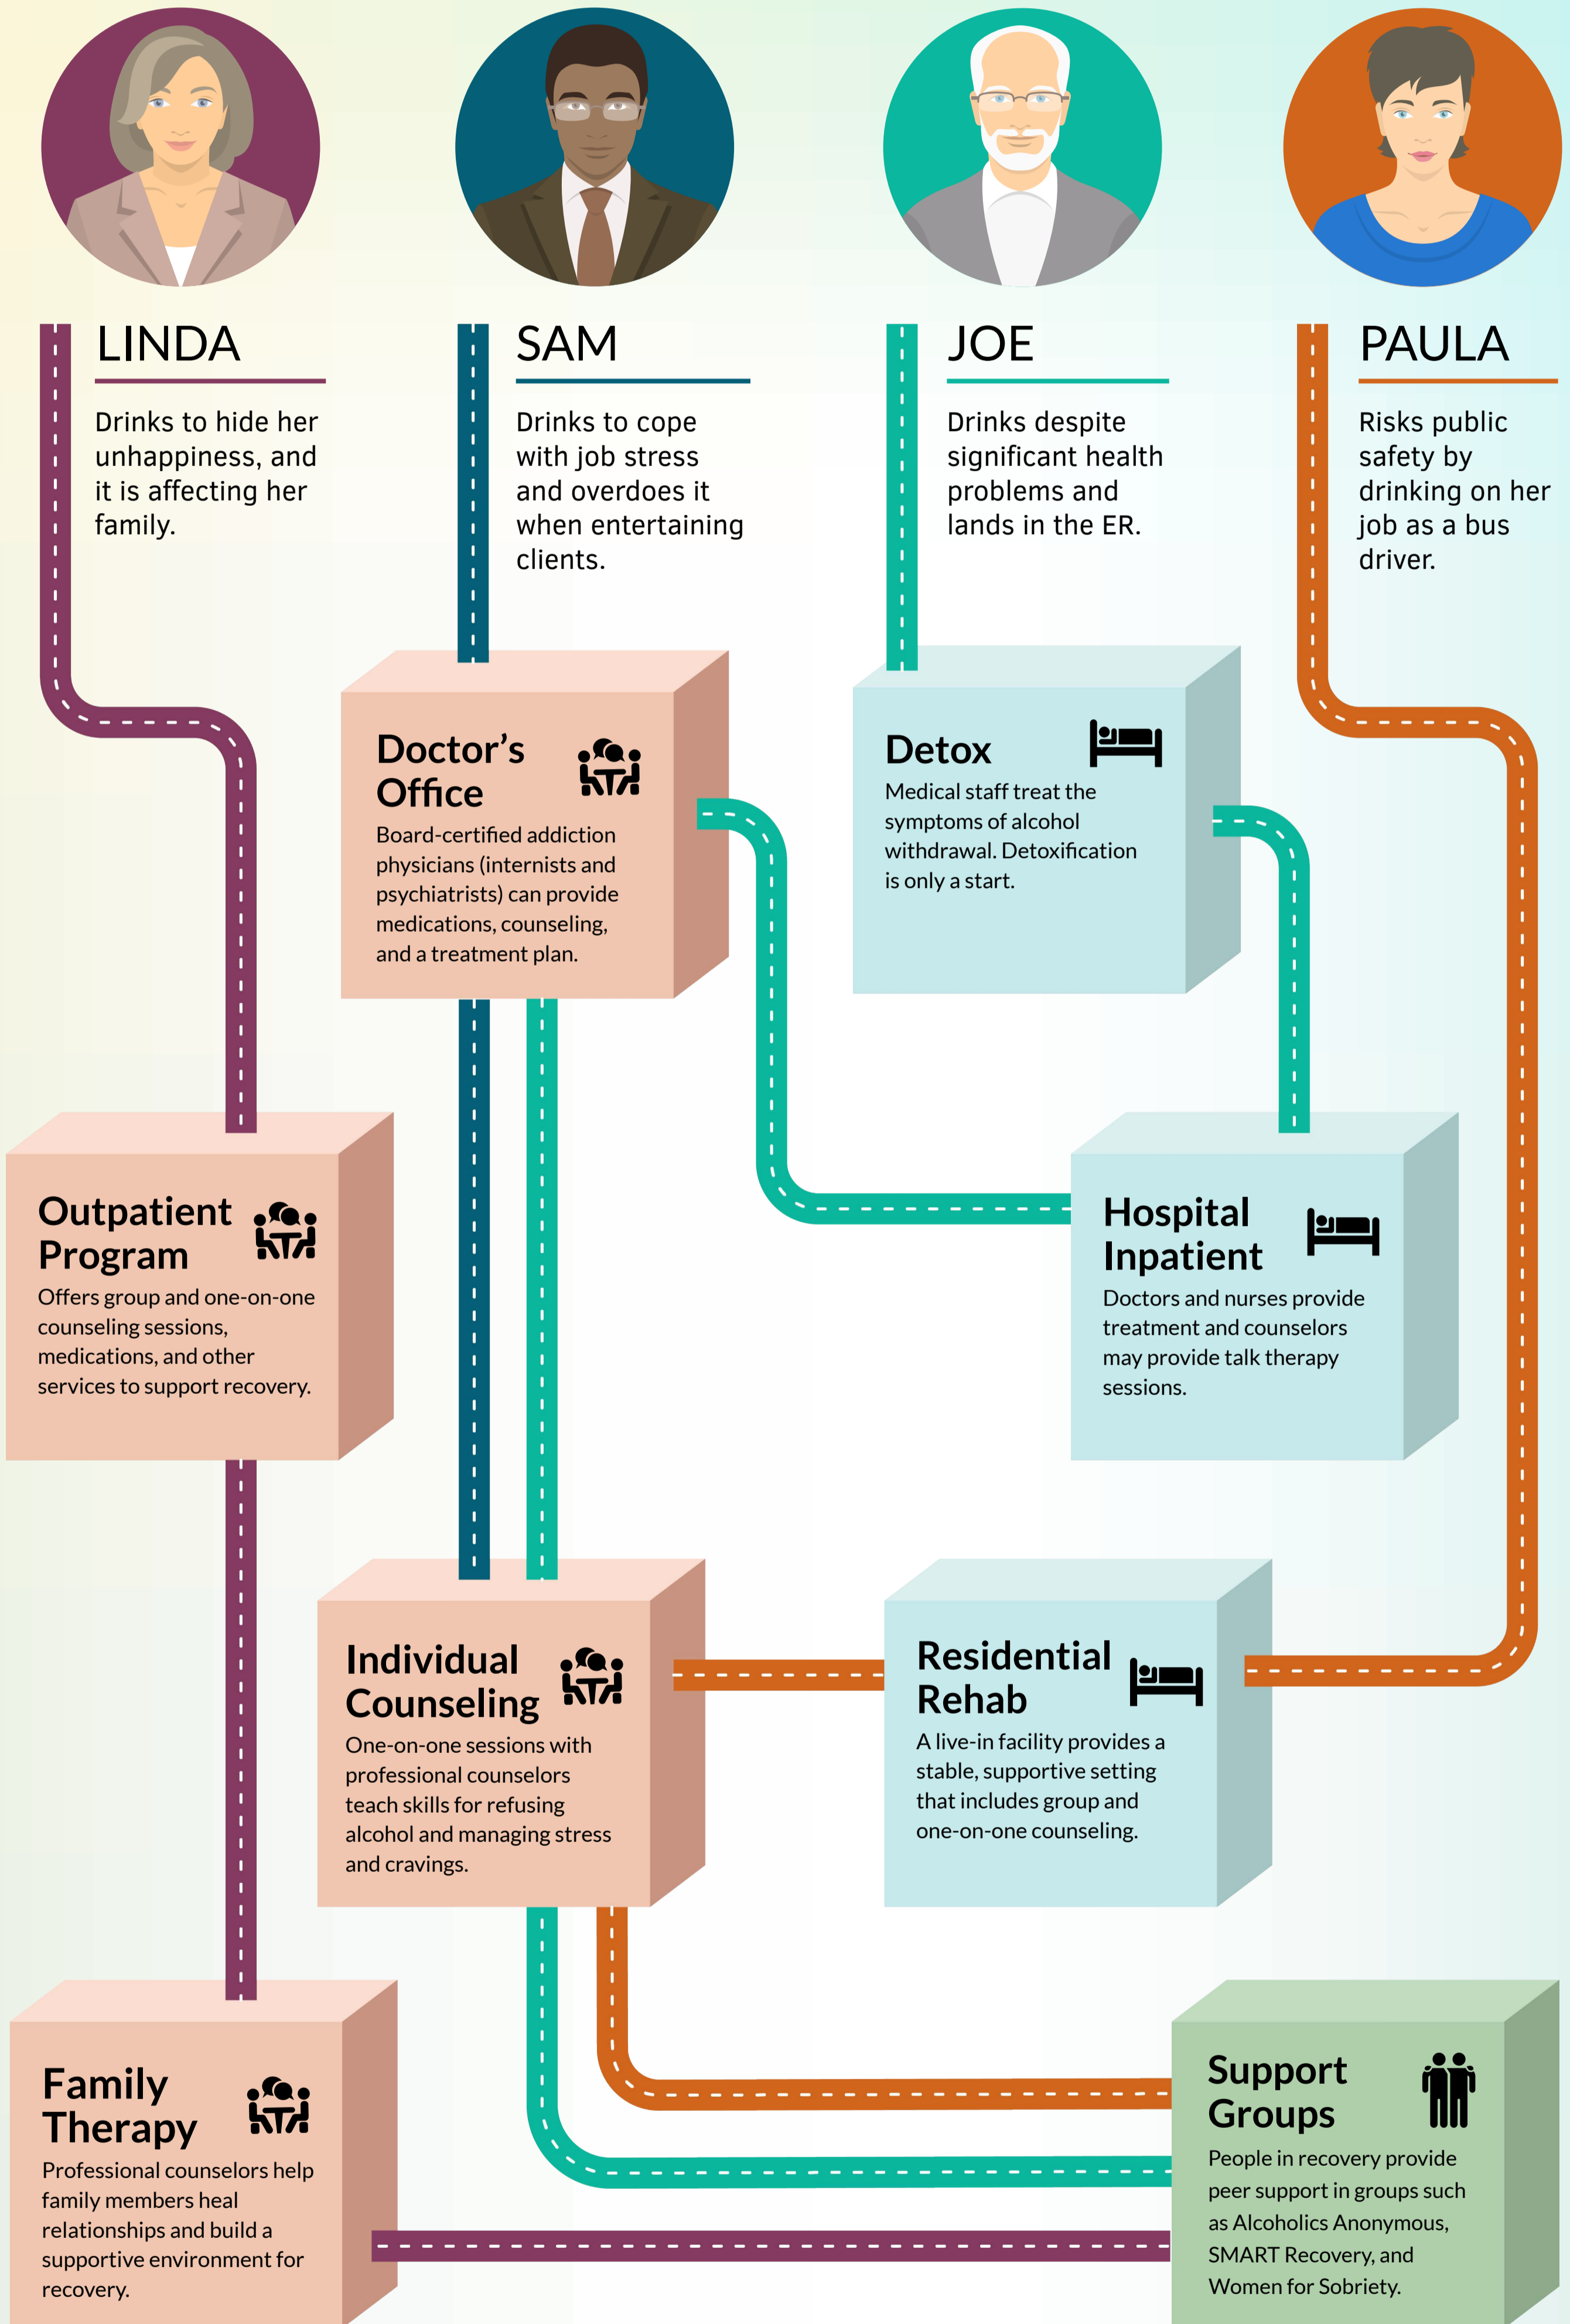 LINDA
Drinks to hide her
unhappiness, and
it is affecting her
family.
SAM
Drinks to cope
with job stress
and overdoes it
when entertaining
clients.
JOE
Drinks despite
significant health
problems and
lands in the ER.
PAULA
Risks public
safety by
drinking on her
job as a bus
driver.
Doctor’s
Office
Board-certified addiction
physicians (internists and
psychiatrists) can provide
medications, counseling,
and a treatment plan.
Detox
Medical staff treat the
symptoms of alcohol
withdrawal. Detoxification
is only a start.
Outpatient
Program
Offers group and one-on-one
counseling sessions,
medications, and other
services to support recovery.
Hospital
Inpatient
Doctors and nurses provide
treatment and counselors
may provide talk therapy
sessions.
Individual
Counseling
One-on-one sessions with
professional counselors
teach skills for refusing
alcohol and managing stress
and cravings.
Residential
Rehab
A live-in facility provides a
stable, supportive setting
that includes group and
one-on-one counseling.
Family
Therapy
Professional counselors help
family members heal
relationships and build a
supportive environment for
recovery.
Support
Groups
People in recovery provide
peer support in groups such
as Alcoholics Anonymous,
SMART Recovery, and
Women for Sobriety.